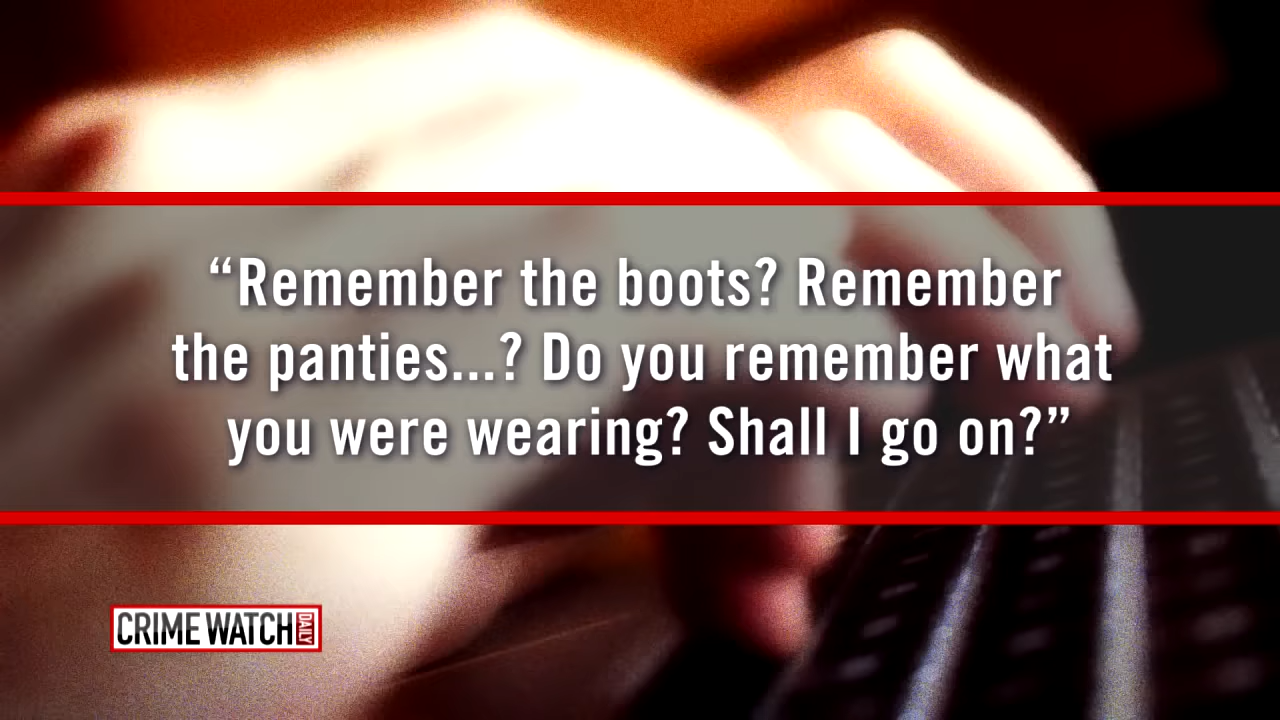 “Remember the boots? Remember
the panties...? Do you remember what
you were wearing? Shall I go on?”
CRIME WATCH DAILY